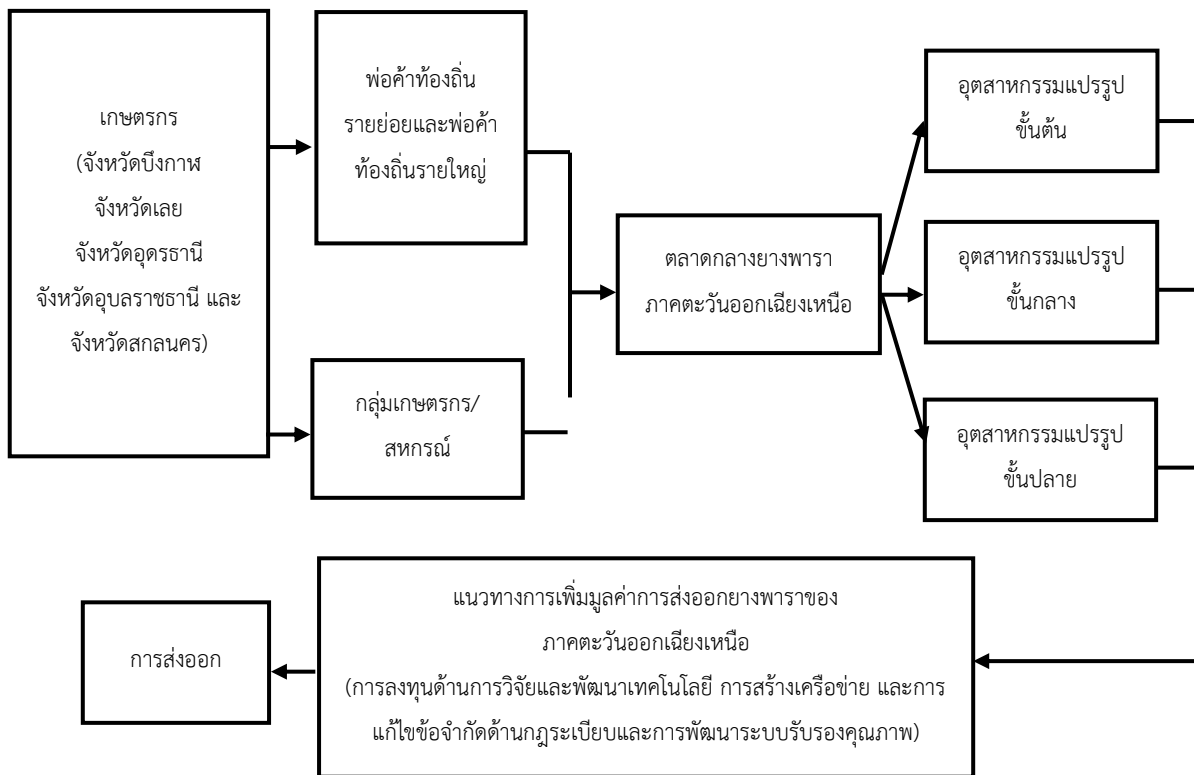 เกษตรกร
(จังหวัดบึงกาฬ
จังหวัดเลย
จังหวัดอุดรธานี
จังหวัดอุบลราชธานี และ
จังหวัดสกลนคร)
พ่อค้าท้องถิ่น
รายย่อยและพ่อค้า
ท้องถิ่นรายใหญ่
กลุ่มเกษตรกร/
สหกรณ์
ตลาดกลางยางพารา
ภาคตะวันออกเฉียงเหนือ
อุตสาหกรรมแปรรูป
ขั้นต้น
อุตสาหกรรมแปรรูป
ขั้นกลาง
อุตสาหกรรมแปรรูป
ขั้นปลาย
แนวทางการเพิ่มมูลค่าการส่งออกยางพาราของ
ภาคตะวันออกเฉียงเหนือ
(การลงทุนด้านการวิจัยและพัฒนาเทคโนโลยี การสร้างเครือข่าย และการ
แก้ไขข้อจำกัดด้านกฎระเบียบและการพัฒนาระบบรับรองคุณภาพ)
การส่งออก